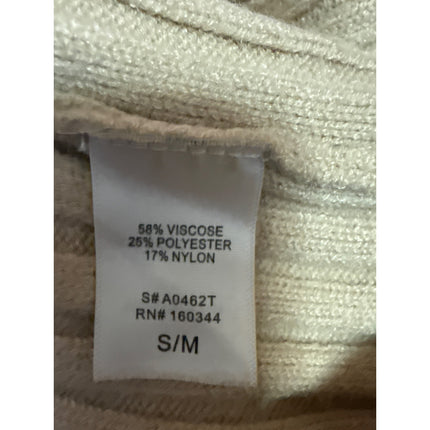 58% VISCOSE
25% POLYESTER
17% NYLON
S# A0462T
RN# 160344
S/M